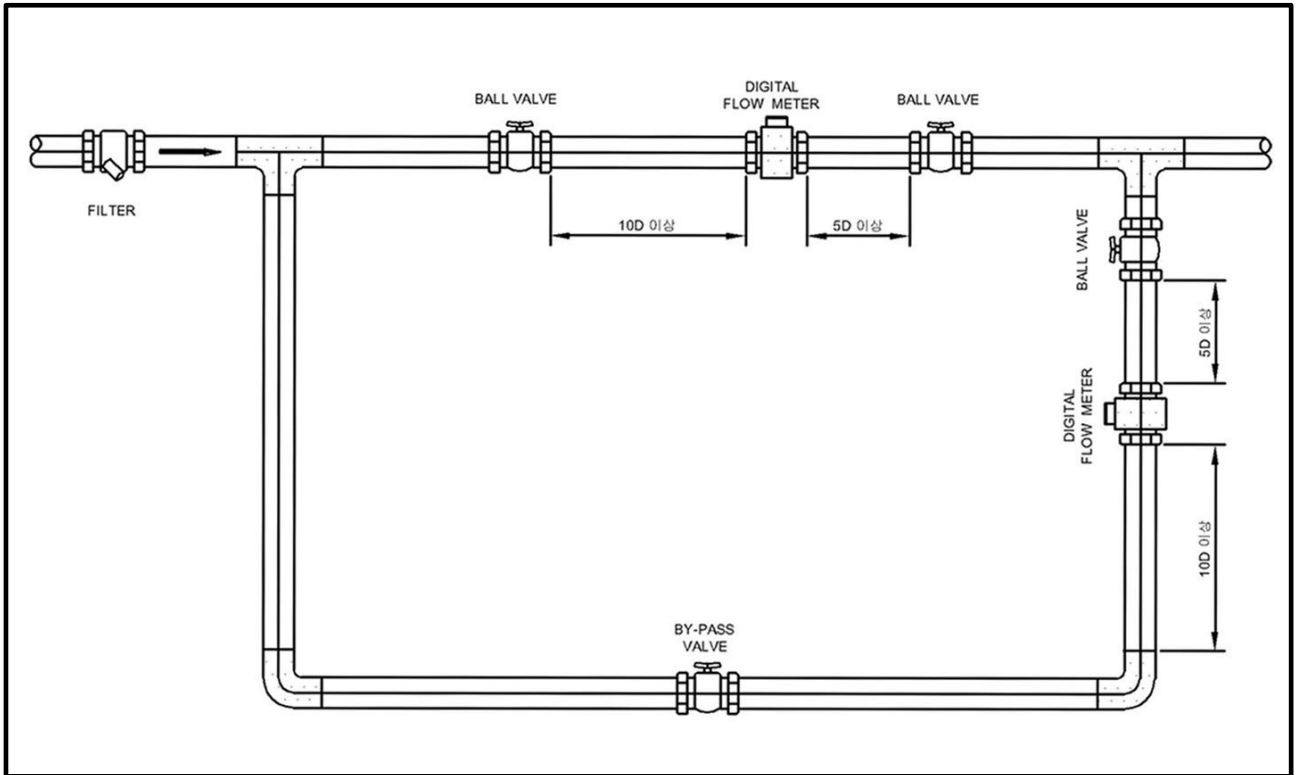 BALL VALVE
DIGITAL
FLOW METER
BALL VALVE
FILTER
10D 이상
5D 이상
BALL VALVE
5D 이상
DIGITAL
FLOW METER
10D 이상
BY-PASS
VALVE